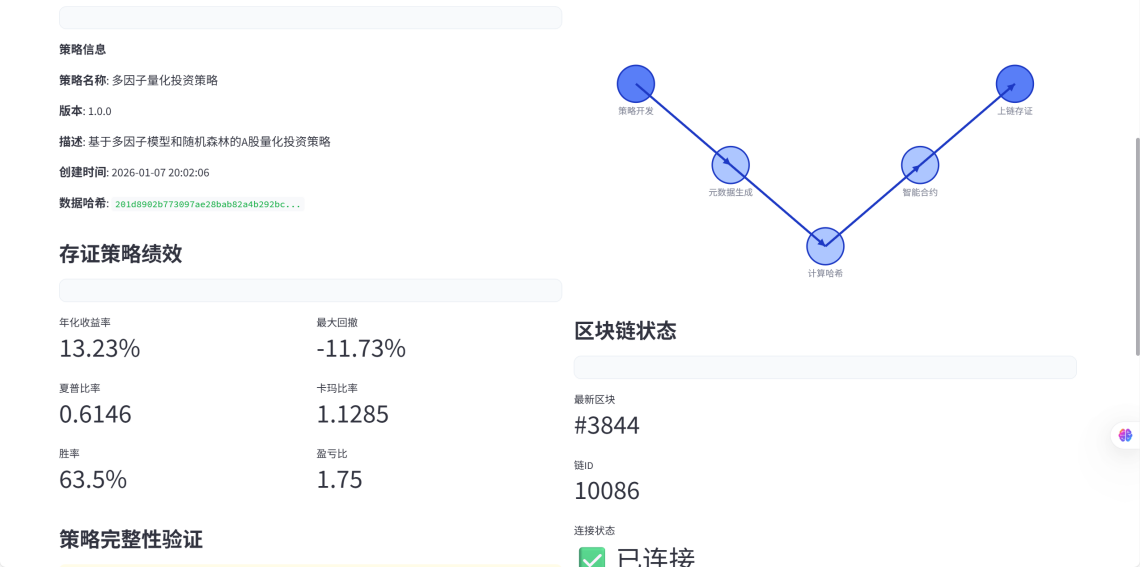 策略信息
策略名称: 多因子量化投资策略
版本: 1.0.0
描述: 基于多因子模型和随机森林的A股量化投资策略
创建时间: 2026-01-07 20:02:06
数据哈希: 201d8902b773097ae28bab82a4b292bc...
存证策略绩效
年化收益率
13.23%
最大回撤
-11.73%
夏普比率
0.6146
卡玛比率
1.1285
胜率
63.5%
盈亏比
1.75
策略完整性验证
策略开发
元数据生成
计算哈希
智能合约
上链存证
区块链状态
最新区块
#3844
链ID
10086
连接状态
✅ 已连接